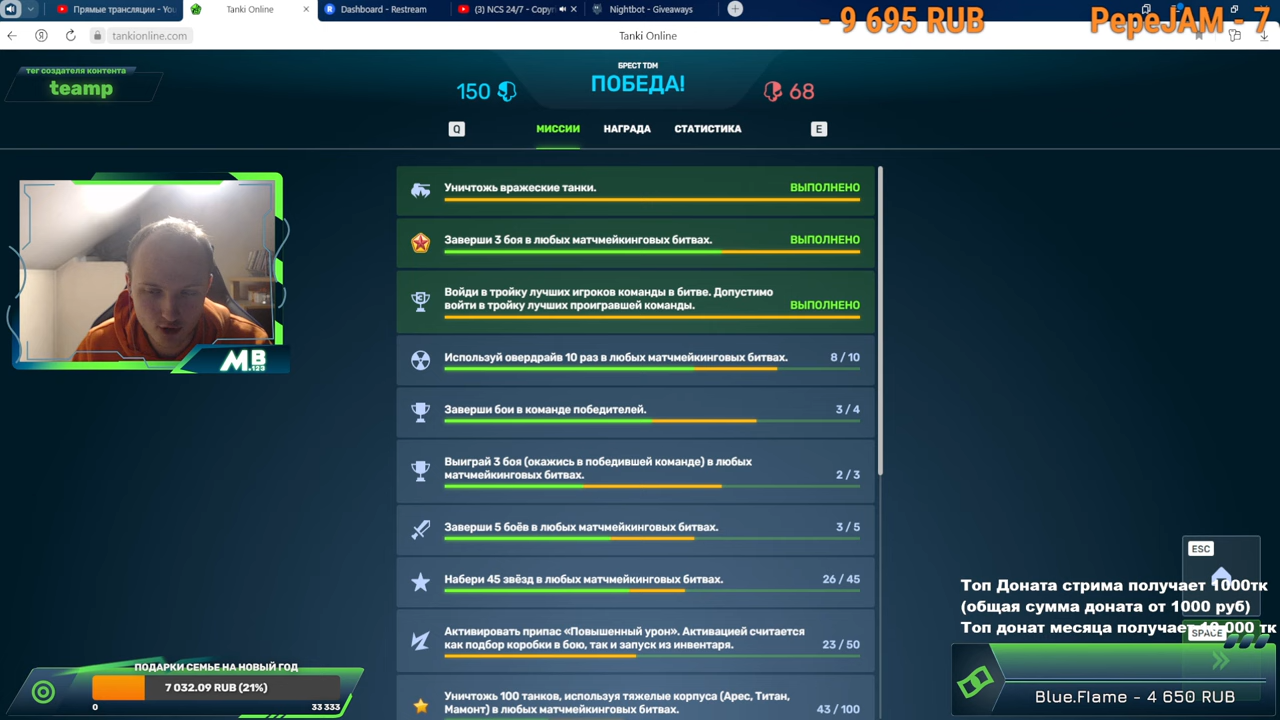 Прямые трансляции - You
Tanki Online
Dashboard - Restream
(3) NCS 24/7 - Copyr
Nightbot - Giveaways
tankionline.com
Tanki Online
- 9 695 RUB
PepeJAM - 7
тег создателя контента
teamp
БРЕСТ TDM
150
ПОБЕДА!
68
Q
МИССИИ
НАГРАДА
СТАТИСТИКА
E
Уничтожь вражеские танки.
ВЫПОЛНЕНО
Заверши 3 боя в любых матчмейкинговых битвах.
ВЫПОЛНЕНО
Войди в тройку лучших игроков команды в битве. Допустимо
войти в тройку лучших проигравшей команды.
ВЫПОЛНЕНО
Используй овердрайв 10 раз в любых матчмейкинговых битвах.
8 / 10
Заверши бои в команде победителей.
3 / 4
Выиграй 3 боя (окажись в победившей команде) в любых
матчмейкинговых битвах.
2 / 3
Заверши 5 боёв в любых матчмейкинговых битвах.
3 / 5
Набери 45 звёзд в любых матчмейкинговых битвах.
26 / 45
Активировать припас «Повышенный урон». Активацией считается
как подбор коробки в бою, так и запуск из инвентаря.
23 / 50
Уничтожь 100 танков, используя тяжелые корпуса (Арес, Титан,
Мамонт) в любых матчмейкинговых битвах.
43 / 100
MB
.123
ПОДАРКИ СЕМЬЕ НА НОВЫЙ ГОД
7 032.09 RUB (21%)
0
33 333
ESC
Топ Доната стрима получает 1000тк
(общая сумма доната от 1000 руб)
Топ донат месяца получает 10,000 тк
SPACE
Blue.Flame - 4 650 RUB